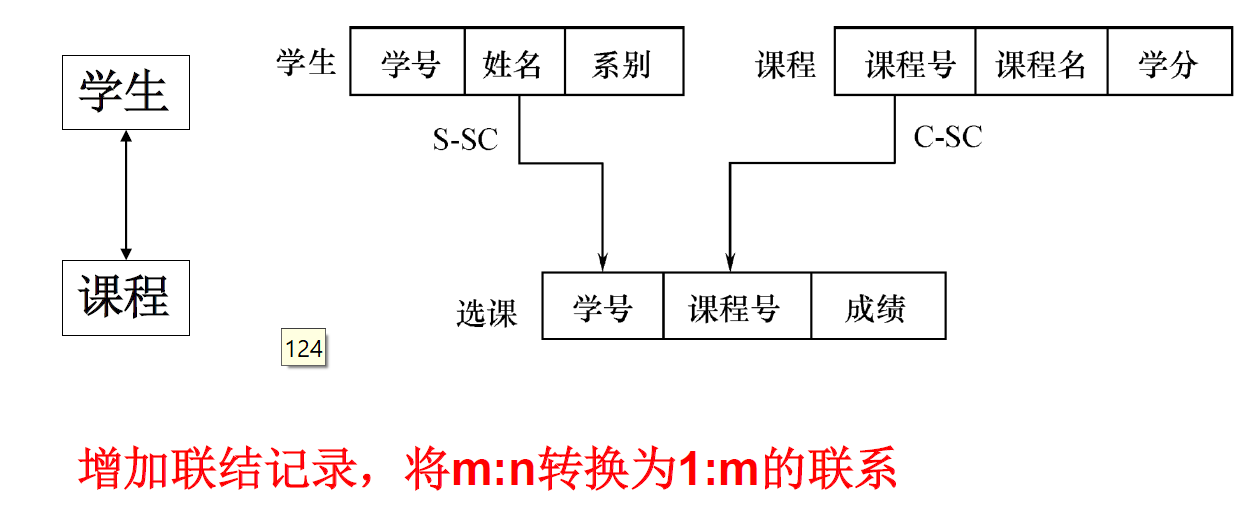 学生 学号 姓名 系别 课程 课程号 课程名 学分
学生
S-SC C-SC
课程
选课 学号 课程号 成绩
124
增加联结记录，将m:n转换为1:m的联系